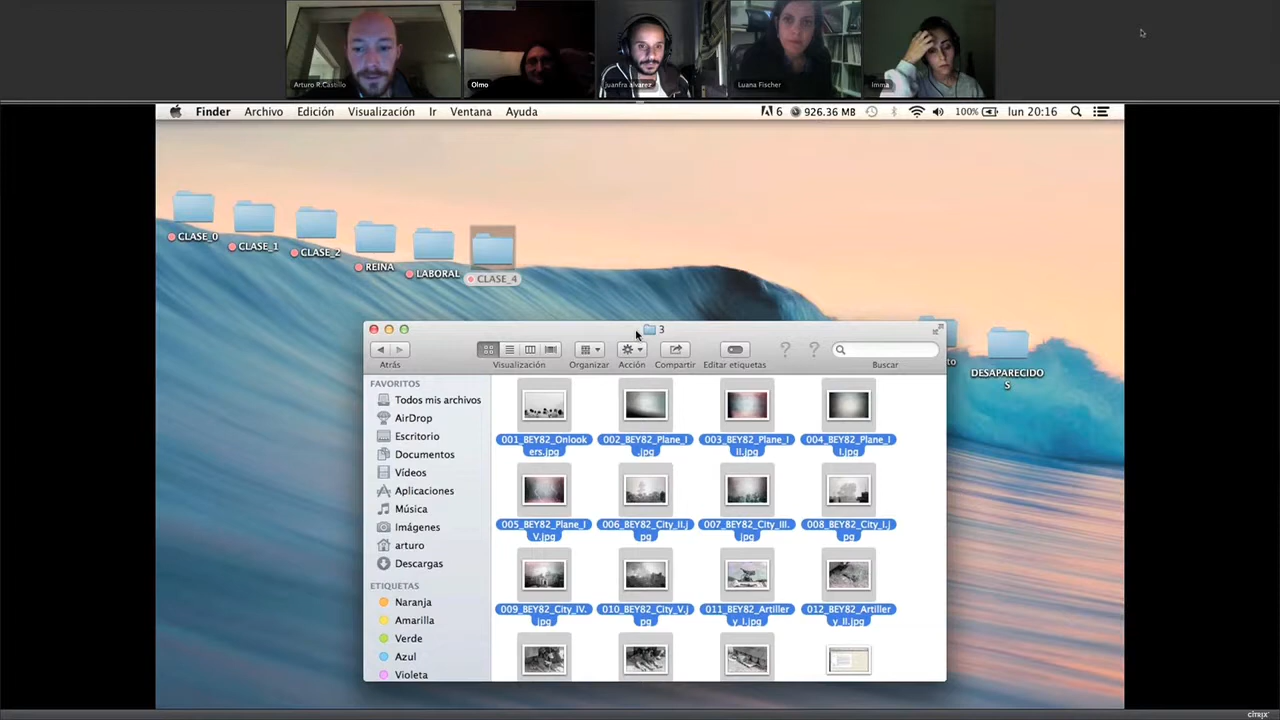 Arturo R.Castillo
Olmo
juanfra alvarez
Luana Fischer
Imma
Finder Archivo Edición Visualización Ir Ventana Ayuda
6 926.36 MB 100% lun 20:16
CLASE_0
CLASE_1
CLASE_2
REINA
LABORAL
CLASE_4
DESAPARECIDO
S
3
Atrás
Visualización
Organizar
Acción
Compartir
Editar etiquetas
Buscar
FAVORITOS
Todos mis archivos
AirDrop
Escritorio
Documentos
Vídeos
Aplicaciones
Música
Imágenes
arturo
Descargas
ETIQUETAS
Naranja
Amarilla
Verde
Azul
Violeta
001_BEY82_Onlook
ers.jpg
002_BEY82_Plane_I
.jpg
003_BEY82_Plane_I
II.jpg
004_BEY82_Plane_I
I.jpg
005_BEY82_Plane_I
V.jpg
006_BEY82_City_II.j
pg
007_BEY82_City_III.
jpg
008_BEY82_City_I.j
pg
009_BEY82_City_IV.
jpg
010_BEY82_City_V.j
pg
011_BEY82_Artiller
y_I.jpg
012_BEY82_Artiller
y_II.jpg
CITRIX